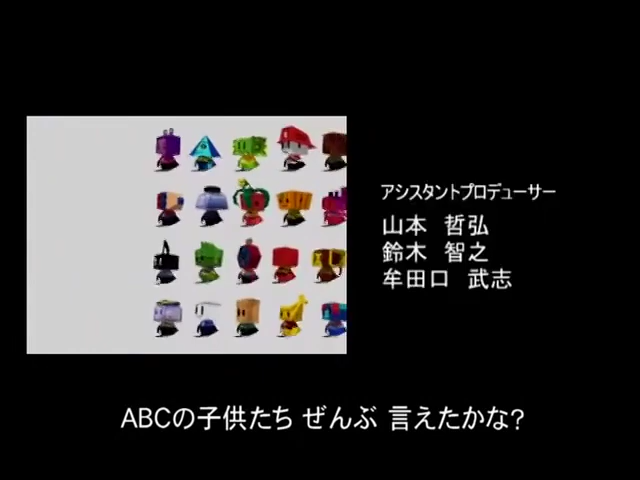 アシスタントプロデューサー
山本 哲弘
鈴木 智之
牟田口 武志
ABCの子供たち ぜんぶ 言えたかな?